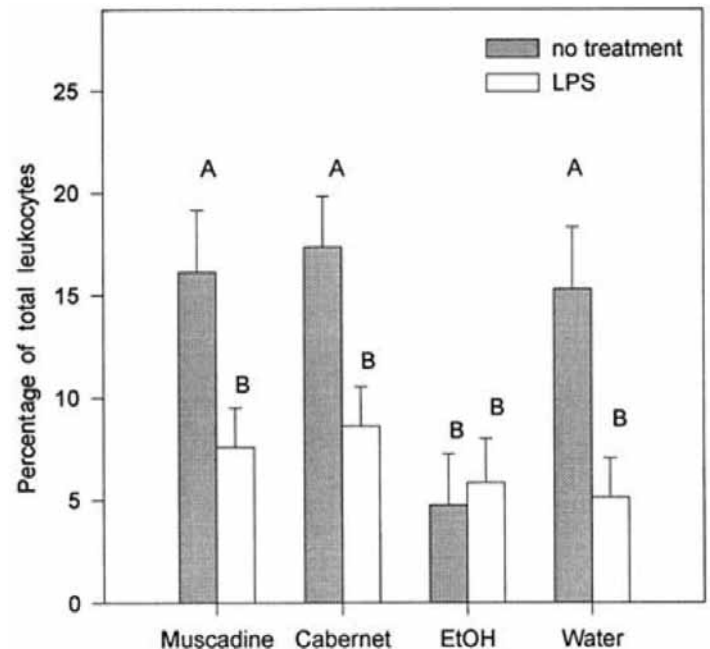 no treatment
LPS
25
20
15
10
5
0
Percentage of total leukocytes
A
B
A
B
B
B
A
B
Muscadine
Cabernet
EtOH
Water